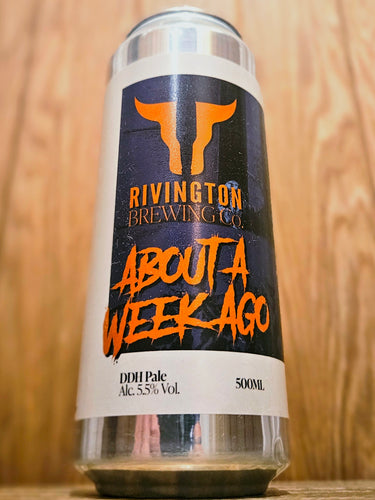 RIVINGTON
BREWING CO.
ABOUT A
WEEK AGO
DDH Pale
Alc. 5.5% Vol.
500ML